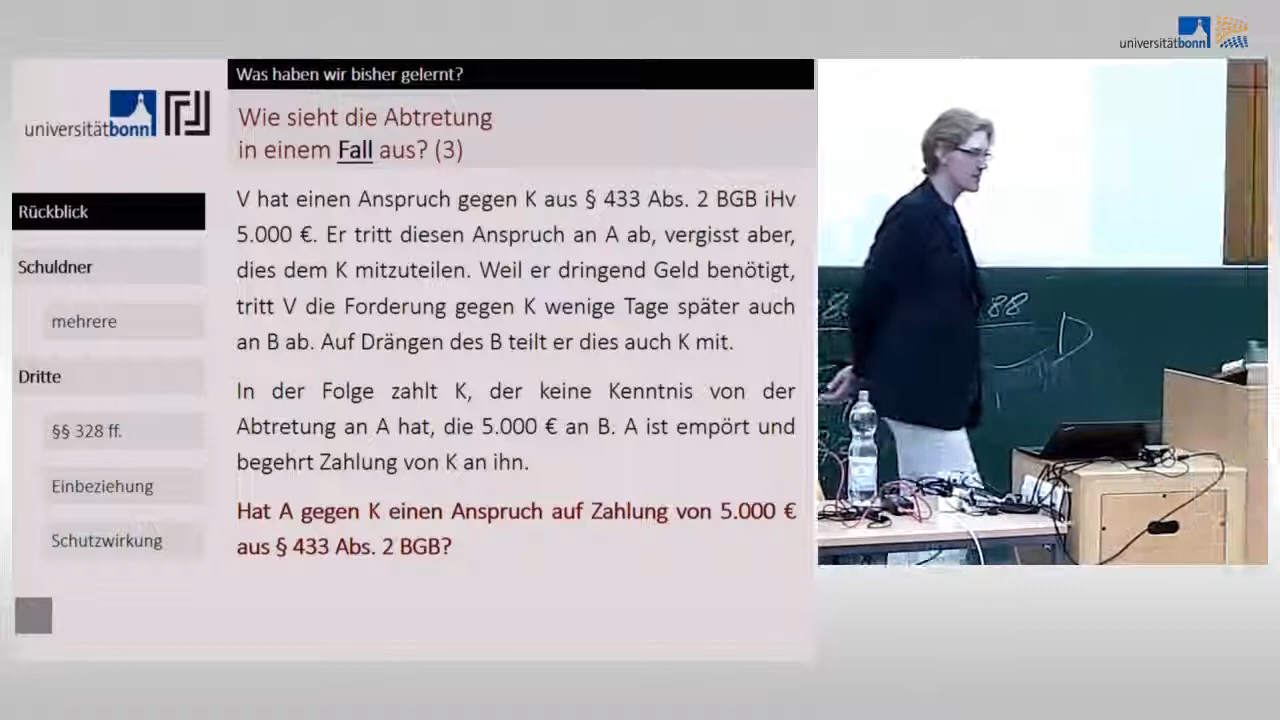 universitätbonn
Was haben wir bisher gelernt?
universitätbonn
Wie sieht die Abtretung
in einem Fall aus? (3)
Rückblick
Schuldner
mehrere
Dritte
§§ 328 ff.
Einbeziehung
Schutzwirkung
V hat einen Anspruch gegen K aus § 433 Abs. 2 BGB iHv
5.000 €. Er tritt diesen Anspruch an A ab, vergisst aber,
dies dem K mitzuteilen. Weil er dringend Geld benötigt,
tritt V die Forderung gegen K wenige Tage später auch
an B ab. Auf Drängen des B teilt er dies auch K mit.
In der Folge zahlt K, der keine Kenntnis von der
Abtretung an A hat, die 5.000 € an B. A ist empört und
begehrt Zahlung von K an ihn.
Hat A gegen K einen Anspruch auf Zahlung von 5.000 €
aus § 433 Abs. 2 BGB?
88
D